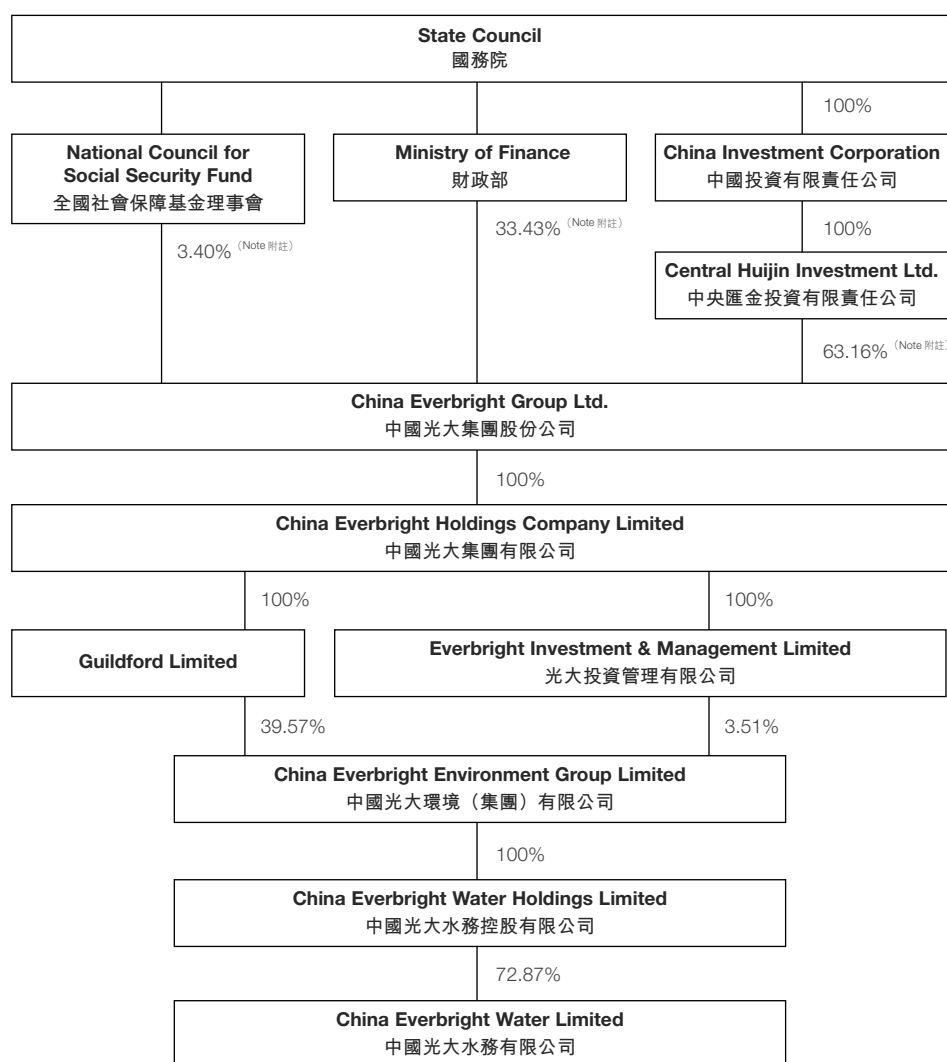 State Council
國務院
100%
National Council for
Social Security Fund
全國社會保障基金理事會
Ministry of Finance
財政部
China Investment Corporation
中國投資有限責任公司
3.40% (Note 附註)
33.43% (Note 附註)
100%
Central Huijin Investment Ltd.
中央匯金投資有限責任公司
63.16% (Note 附註)
China Everbright Group Ltd.
中國光大集團股份公司
100%
China Everbright Holdings Company Limited
中國光大集團有限公司
100%
100%
Guildford Limited
Everbright Investment & Management Limited
光大投資管理有限公司
39.57%
3.51%
China Everbright Environment Group Limited
中國光大環境（集團）有限公司
100%
China Everbright Water Holdings Limited
中國光大水務控股有限公司
72.87%
China Everbright Water Limited
中國光大水務有限公司